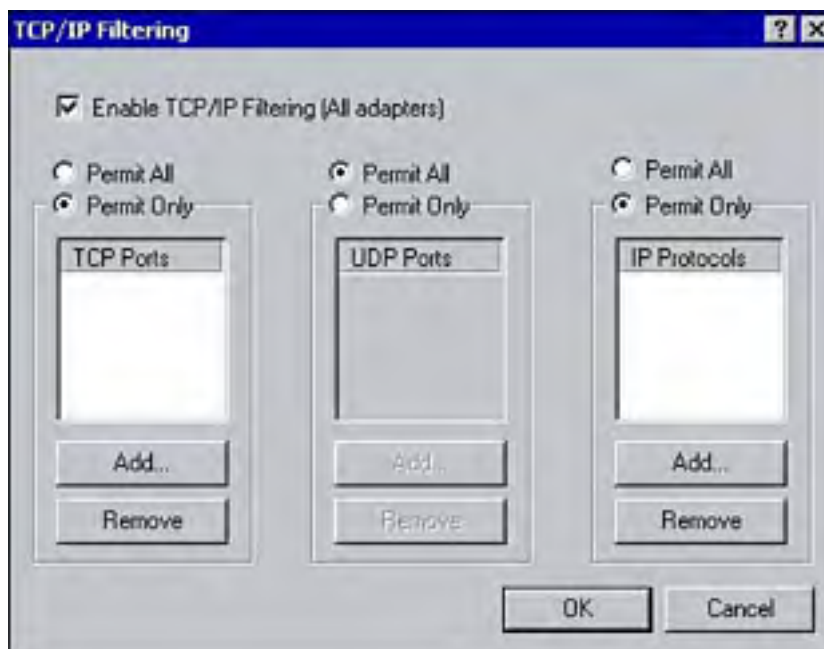 TCP/IP Filtering
Enable TCP/IP Filtering (All adapters)
Permit All Permit All Permit All
Permit Only Permit Only Permit Only
TCP Ports UDP Ports IP Protocols
Add... Add... Add...
Remove Remove Remove
OK Cancel